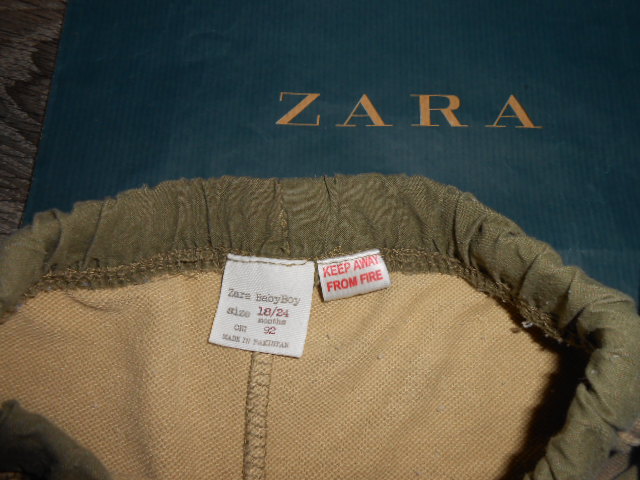 ZARA
Zara BabyBoy
size 18/24
months
CM: 92
MADE IN PAKISTAN
KEEP AWAY
FROM FIRE